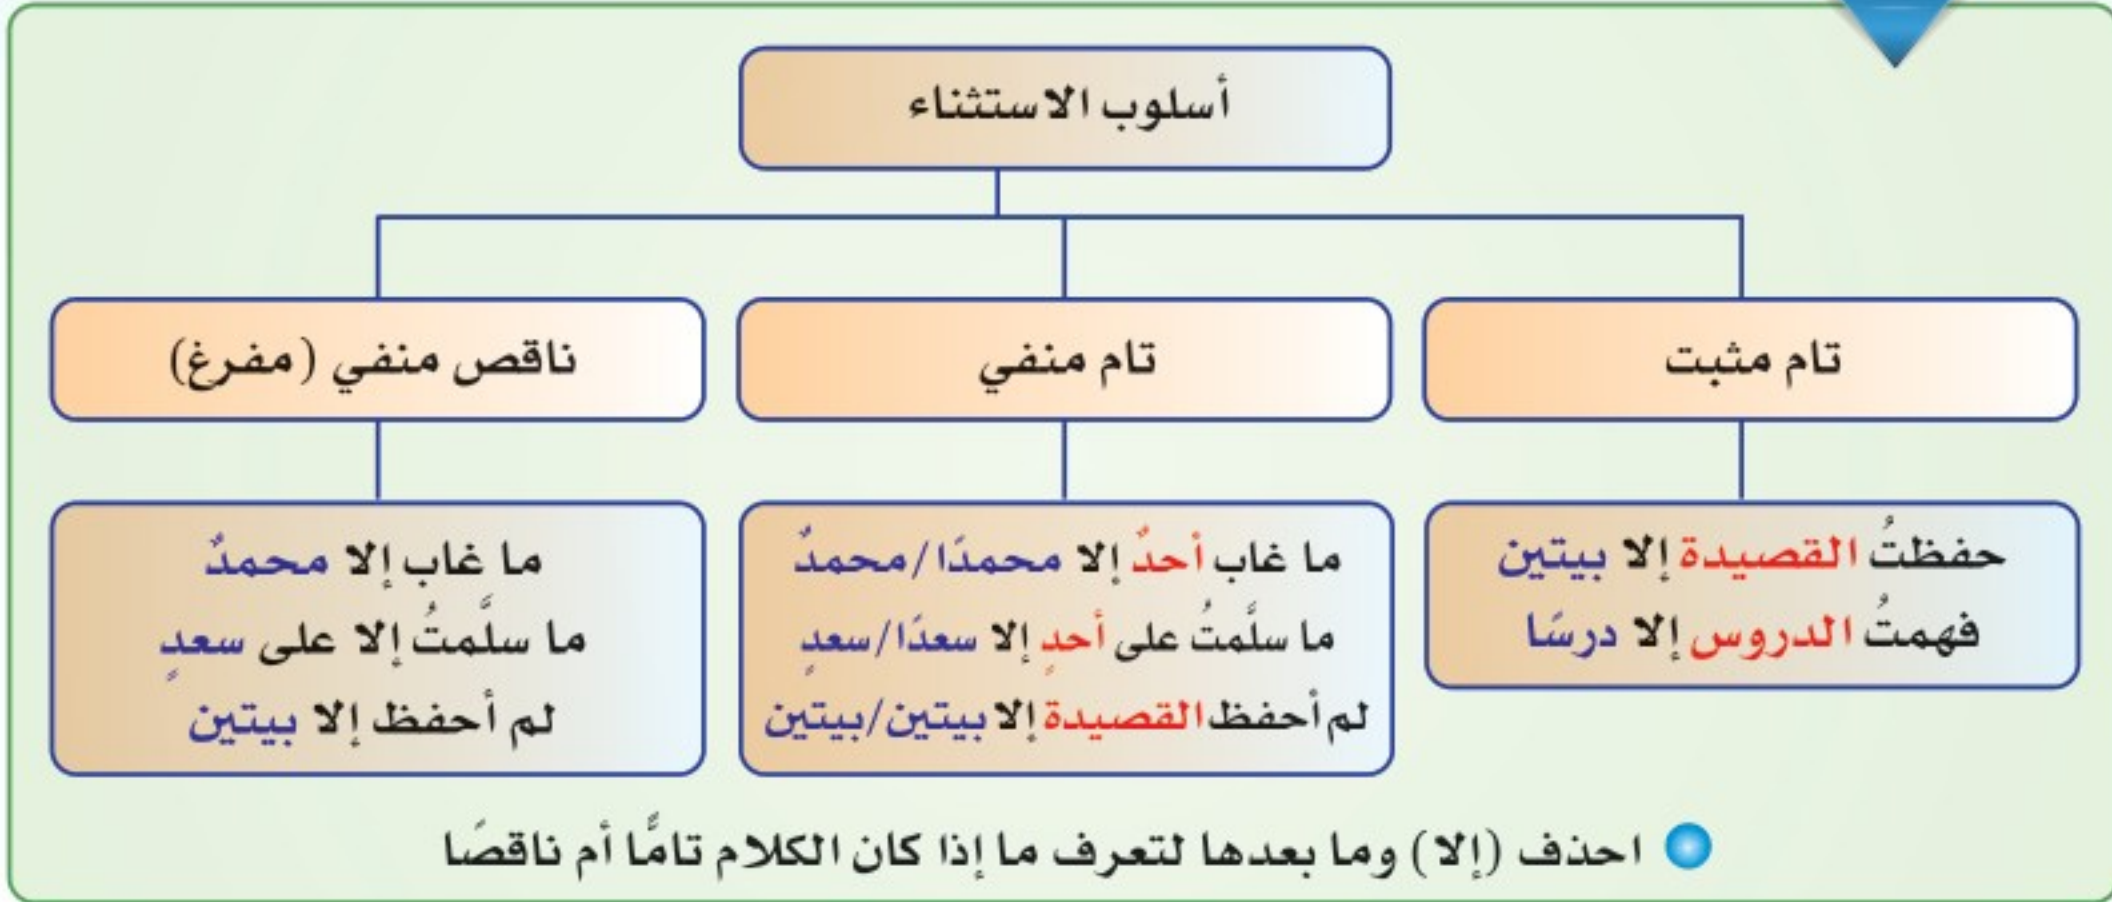 أسلوب الاستثناء
تام مثبت
تام منفي
ناقص منفي (مفرغ)
حفظتُ القصيدة إلا بيتين
فهمتُ الدروس إلا درسًا
ما غاب أحدٌ إلا محمدًا/محمدٌ
ما سلَّمتُ على أحدٍ إلا سعدًا/سعدٍ
لم أحفظ القصيدة إلا بيتين/بيتين
ما غاب إلا محمدٌ
ما سلَّمتُ إلا على سعدٍ
لم أحفظ إلا بيتين
احذف (إلا) وما بعدها لتعرف ما إذا كان الكلام تامًّا أم ناقصًا